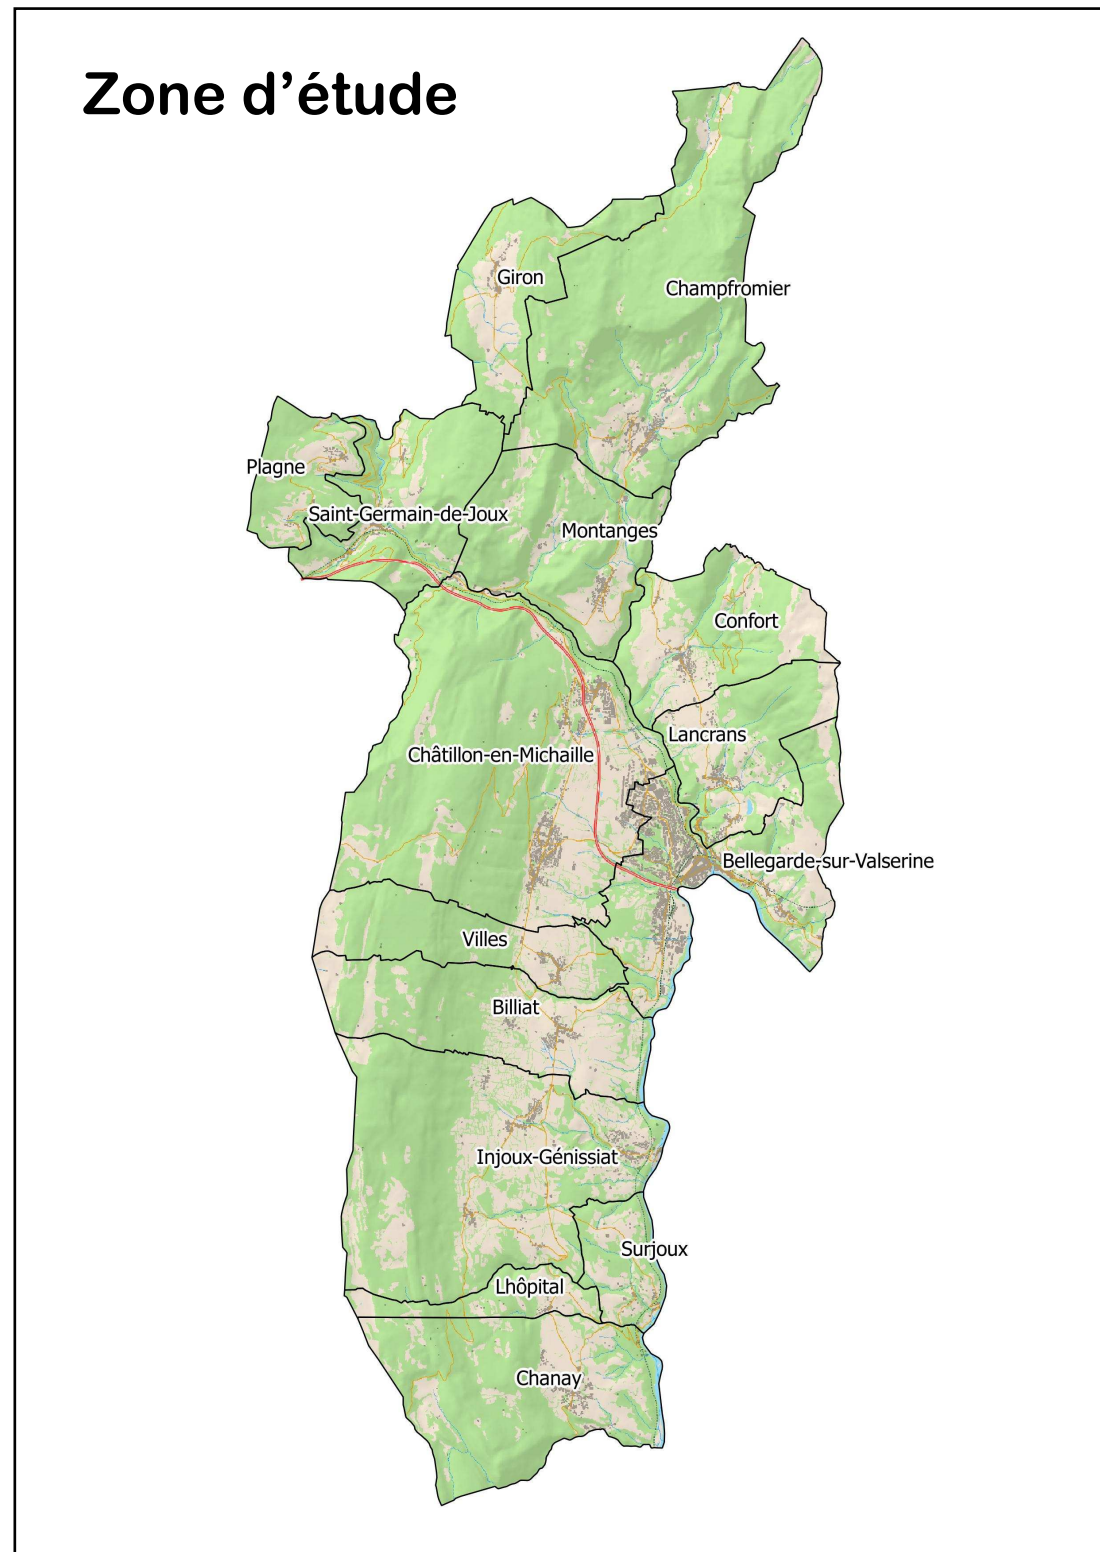 Zone d’étude
Giron
Champfromier
Plagne
Saint-Germain-de-Joux
Montanges
Confort
Lancrans
Châtillon-en-Michaille
Bellegarde-sur-Valserine
Villes
Billiat
Injoux-Génissiat
Surjoux
Lhôpital
Chanay